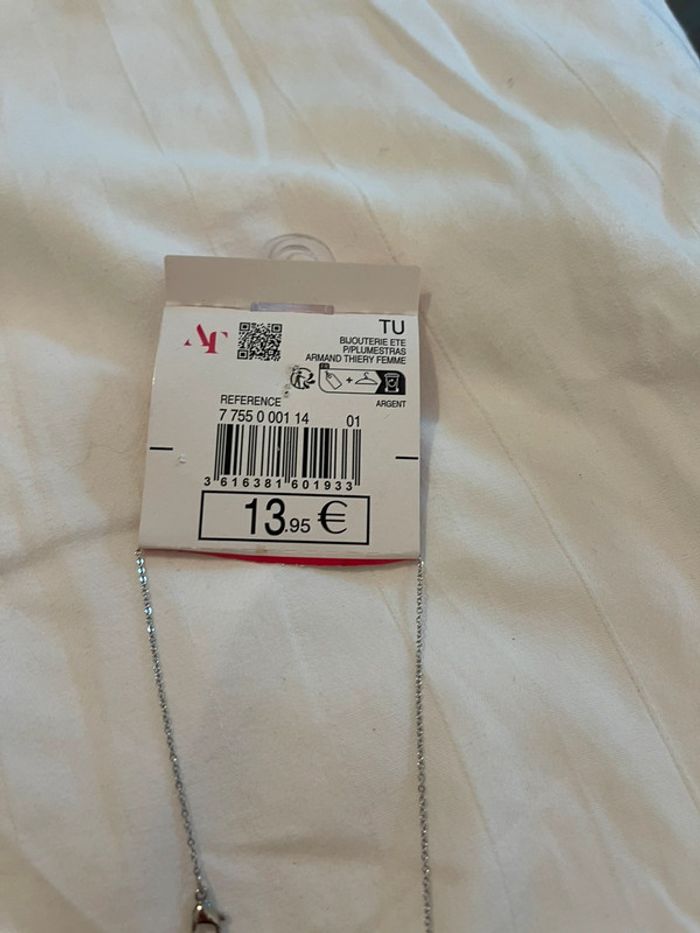 AT
TU
BIJOUTERIE ETE
P/PLUMESTRAS
ARMAND THIERY FEMME
REFERENCE
ARGENT
7 755 0 001 14 01
3 616381 601933
13.95 €